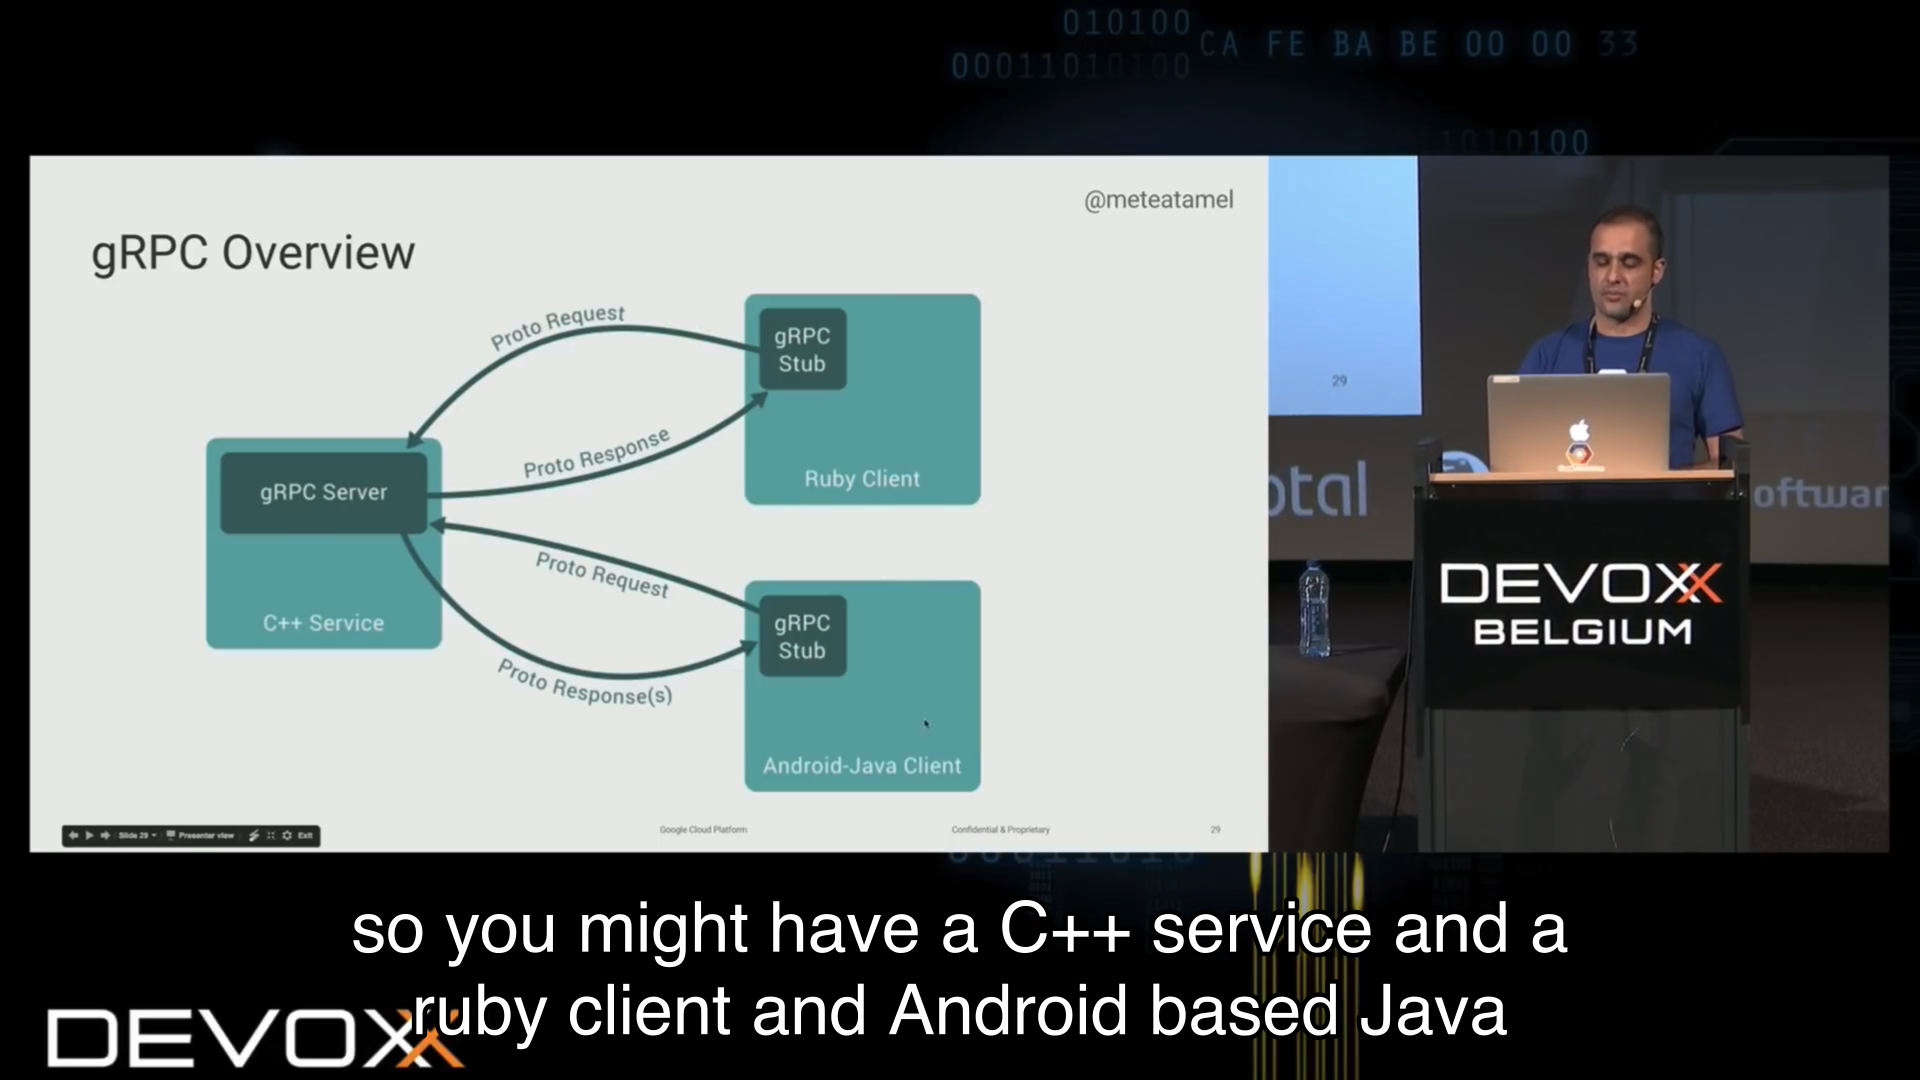 010100
CA FE BA BE 00 00 33
00011010100
1010100
@meteatamel
gRPC Overview
Proto Request
gRPC
Stub
Proto Response
Ruby Client
gRPC Server
C++ Service
Proto Request
gRPC
Stub
Proto Response(s)
Android-Java Client
Slide 29
Presenter view
Exit
Google Cloud Platform
Confidential & Proprietary
29
29
otal
oftwar
DEVOXX
BELGIUM
so you might have a C++ service and a
ruby client and Android based Java
DEVOXX